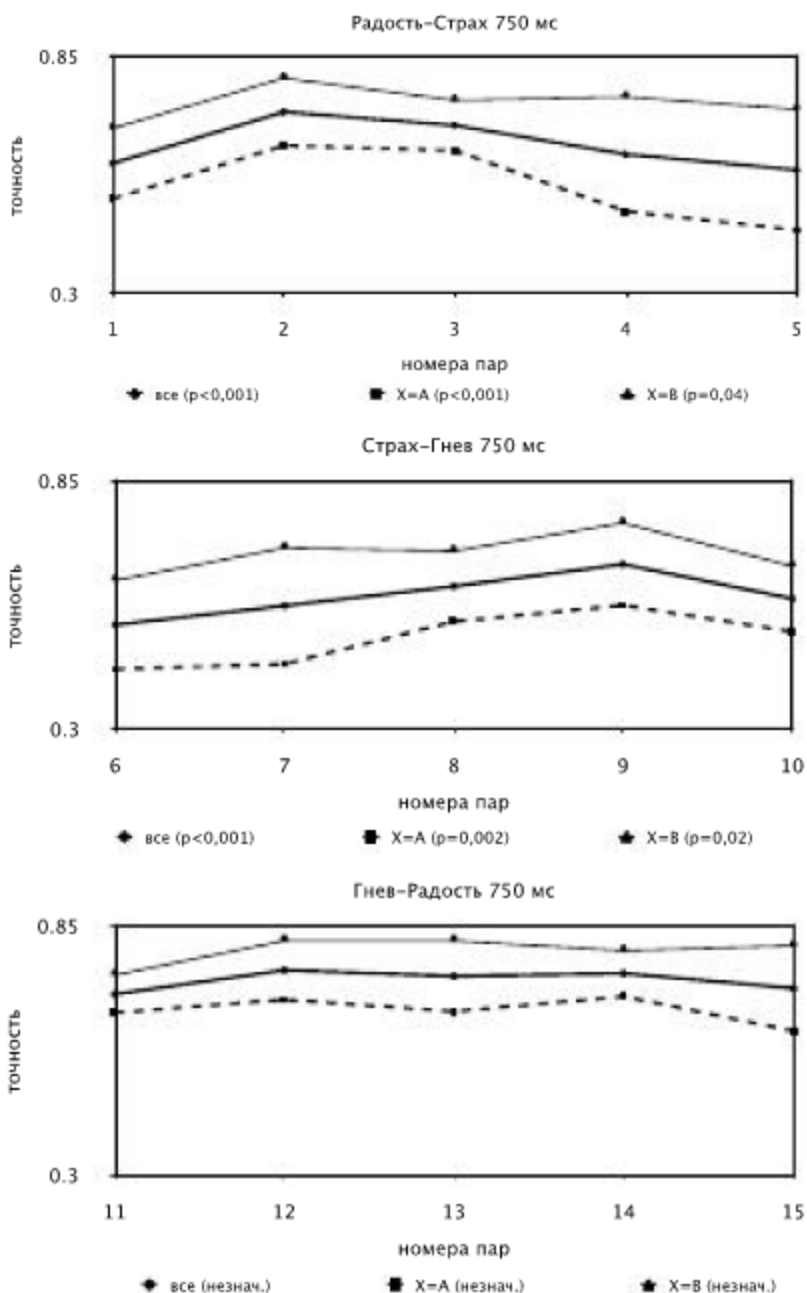 Радость–Страх 750 мс
0.85
точность
0.3
1 2 3 4 5
номера пар
все (p<0,001) X=A (p<0,001) X=B (p=0,04)
Страх–Гнев 750 мс
0.85
точность
0.3
6 7 8 9 10
номера пар
все (p<0,001) X=A (p=0,002) X=B (p=0,02)
Гнев–Радость 750 мс
0.85
точность
0.3
11 12 13 14 15
номера пар
все (незнач.) X=A (незнач.) X=B (незнач.)